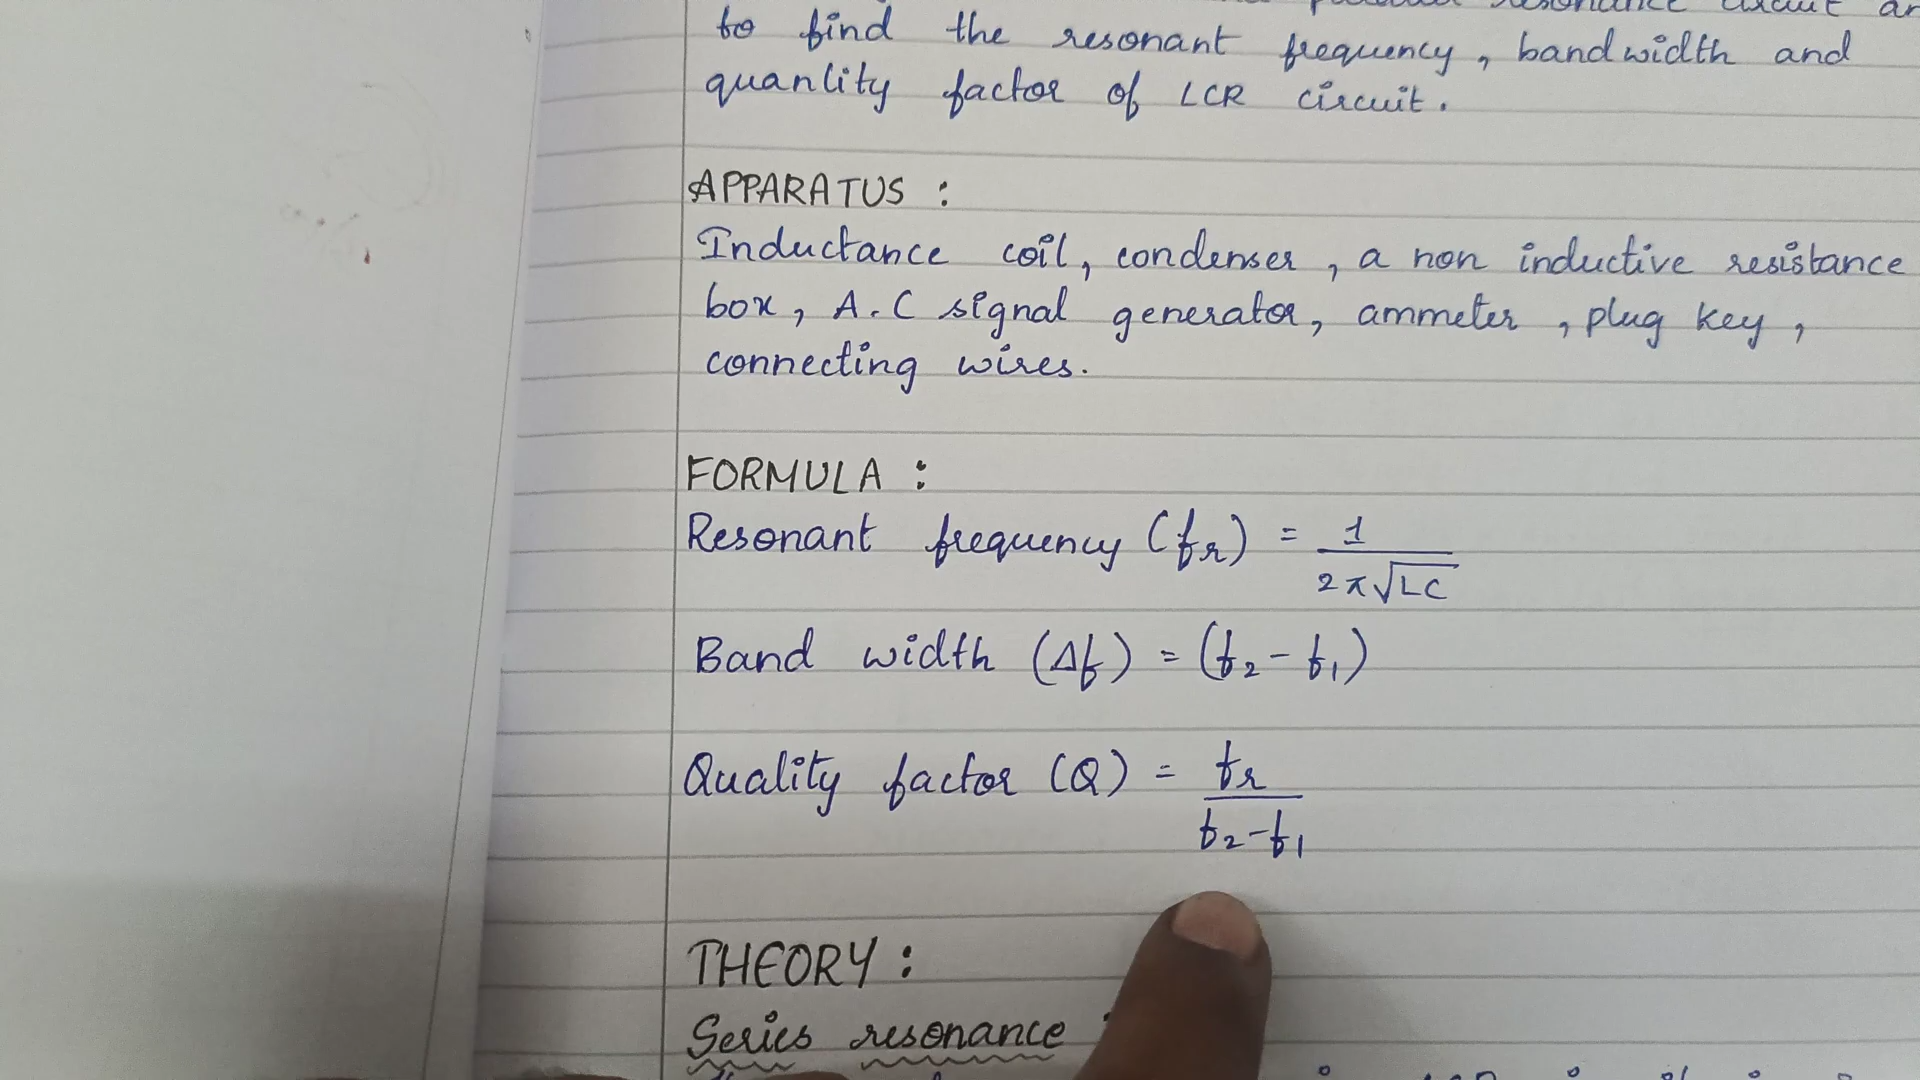 resonance circuit
to find the resonant frequency, bandwidth and
quanlity factor of LCR circuit.
APPARATUS :
Inductance coil, condenser, a non inductive resistance
box, A.C signal generator, ammeter, plug key,
connecting wires.
FORMULA :
Resonant frequency (fr) = 1 / 2π√LC
Band width (Δf) = (f2 - f1)
Quality factor (Q) = fr / f2-f1
THEORY :
Series resonance :